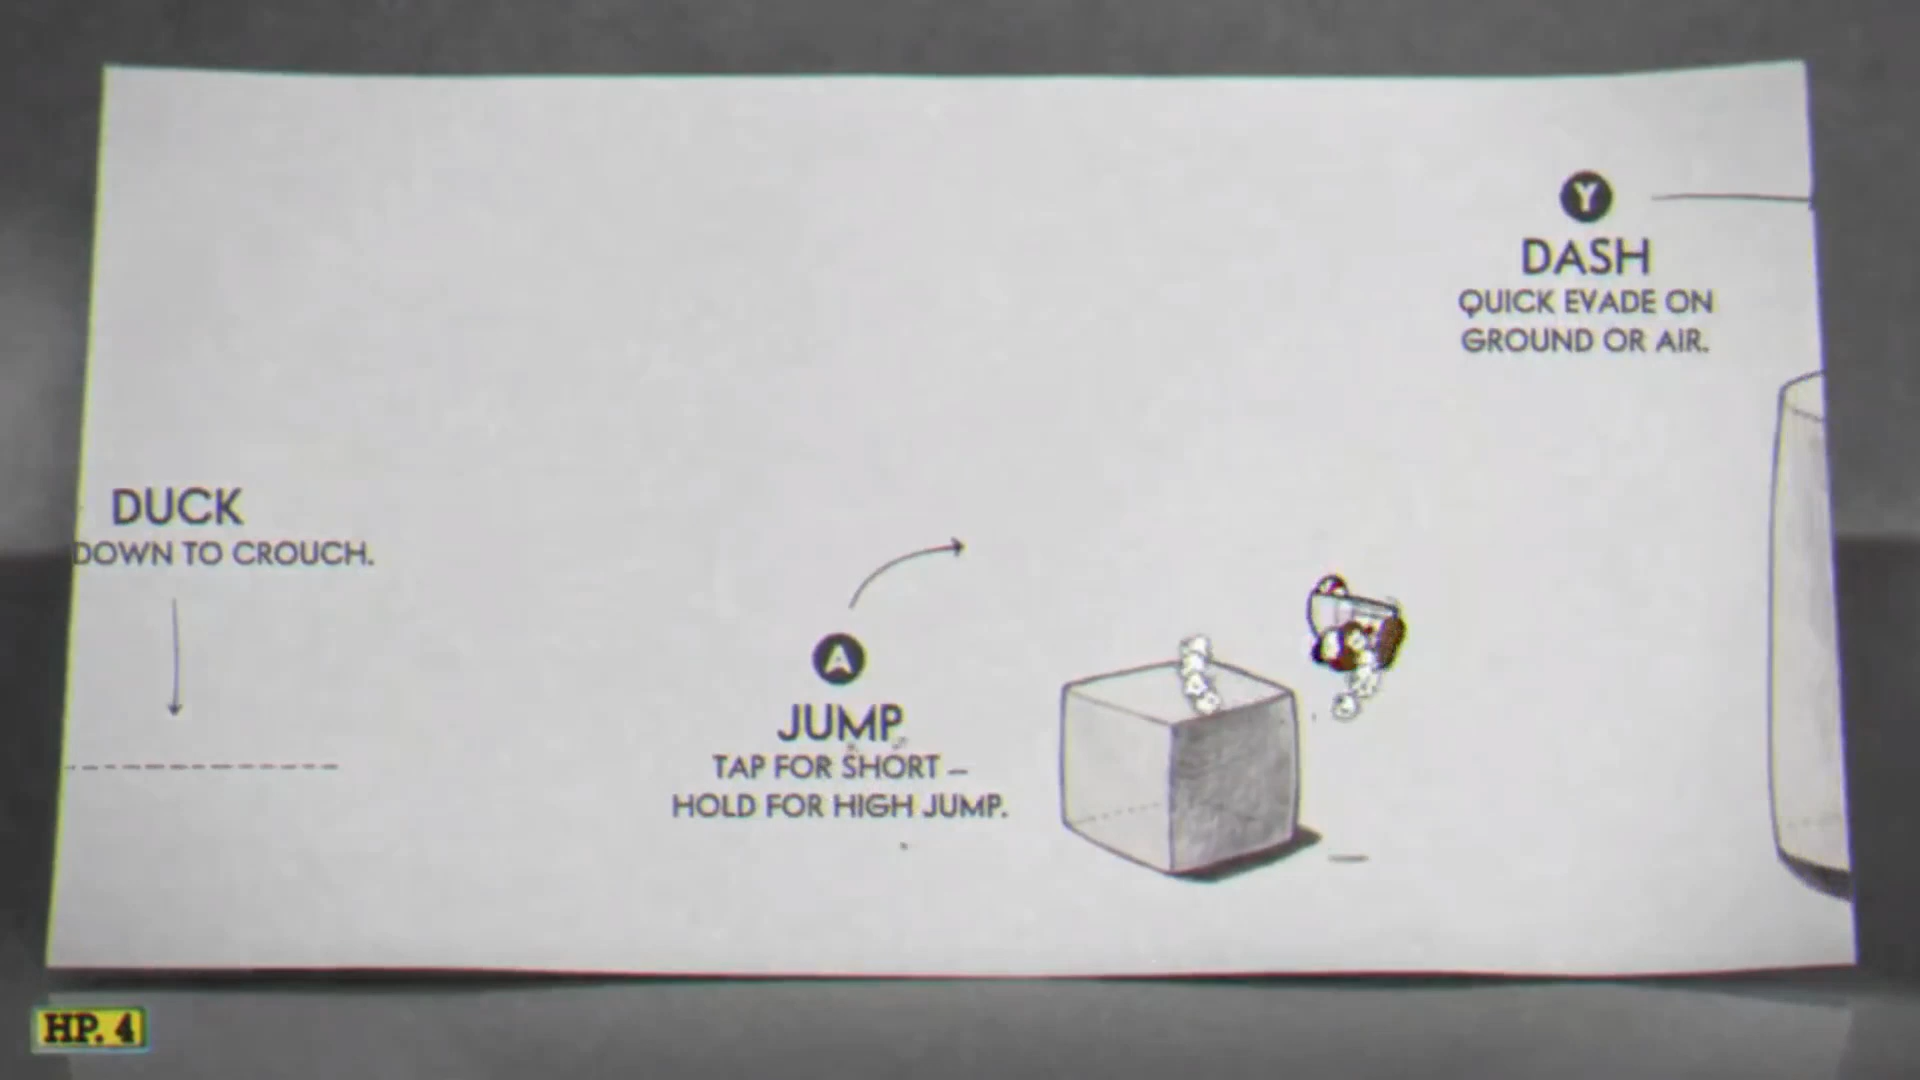 Y
DASH
QUICK EVADE ON
GROUND OR AIR.
DUCK
DOWN TO CROUCH.
A
JUMP
TAP FOR SHORT –
HOLD FOR HIGH JUMP.
HP. 4